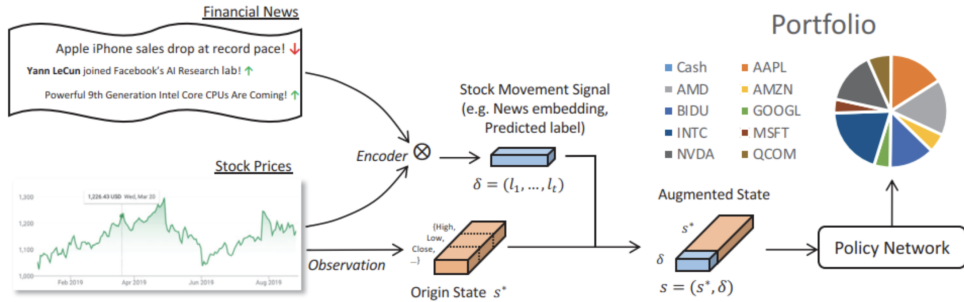 Financial News
Apple iPhone sales drop at record pace! ↓
Yann LeCun joined Facebook's AI Research lab! ↑
Powerful 9th Generation Intel Core CPUs Are Coming! ↑
Stock Prices
1,226.43 USD Wed, Mar 20
1,300
1,200
1,100
1,000
Feb 2019
Apr 2019
Jun 2019
Aug 2019
Encoder
⊗
Observation
Stock Movement Signal
(e.g. News embedding,
Predicted label)
δ = (l₁, …, lₜ)
(High,
Low,
Close,
…)
Origin State s*
Augmented State
s*
δ
s = (s*, δ)
Policy Network
Portfolio
Cash AAPL
AMD AMZN
BIDU GOOGL
INTC MSFT
NVDA QCOM